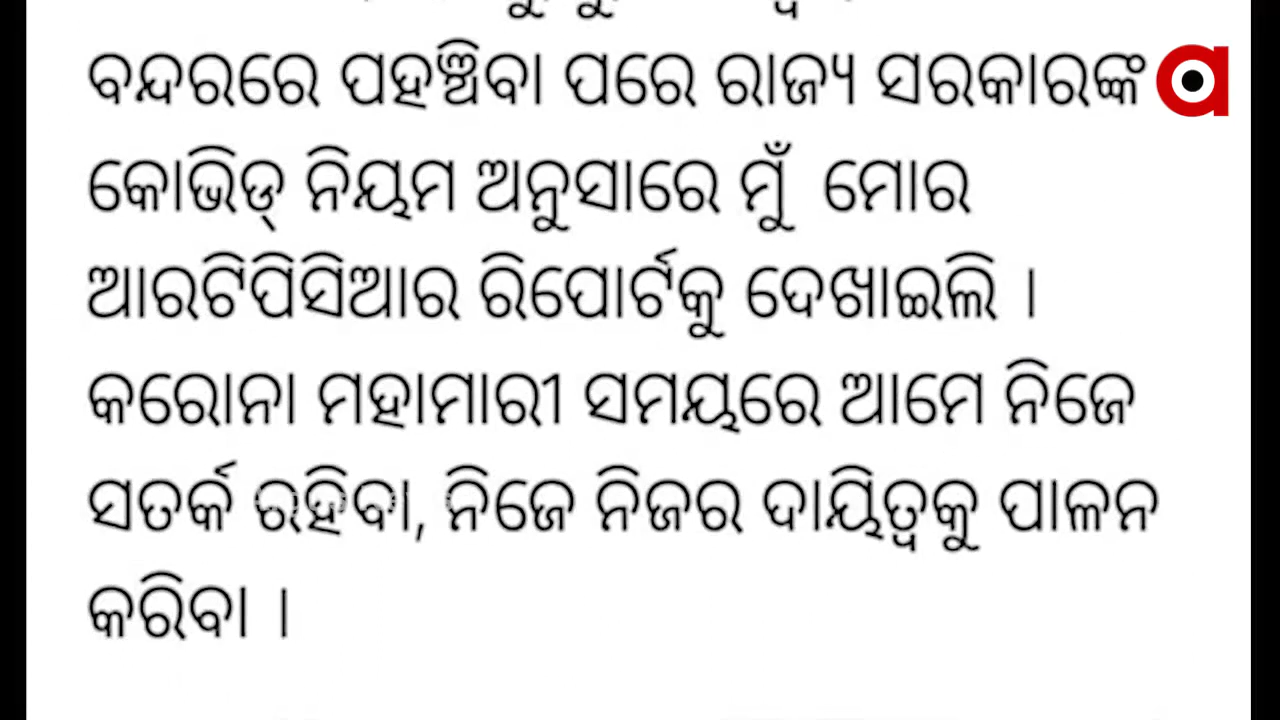 ବନ୍ଦରରେ ପହଞ୍ଚିବା ପରେ ରାଜ୍ୟ ସରକାରଙ୍କ
କୋଭିଡ୍ ନିୟମ ଅନୁସାରେ ମୁଁ ମୋର
ଆରଟିପିସିଆର ରିପୋର୍ଟକୁ ଦେଖାଇଲି ।
କରୋନା ମହାମାରୀ ସମୟରେ ଆମେ ନିଜେ
ସତର୍କ ରହିବା, ନିଜେ ନିଜର ଦାୟିତ୍ୱକୁ ପାଳନ
କରିବା ।